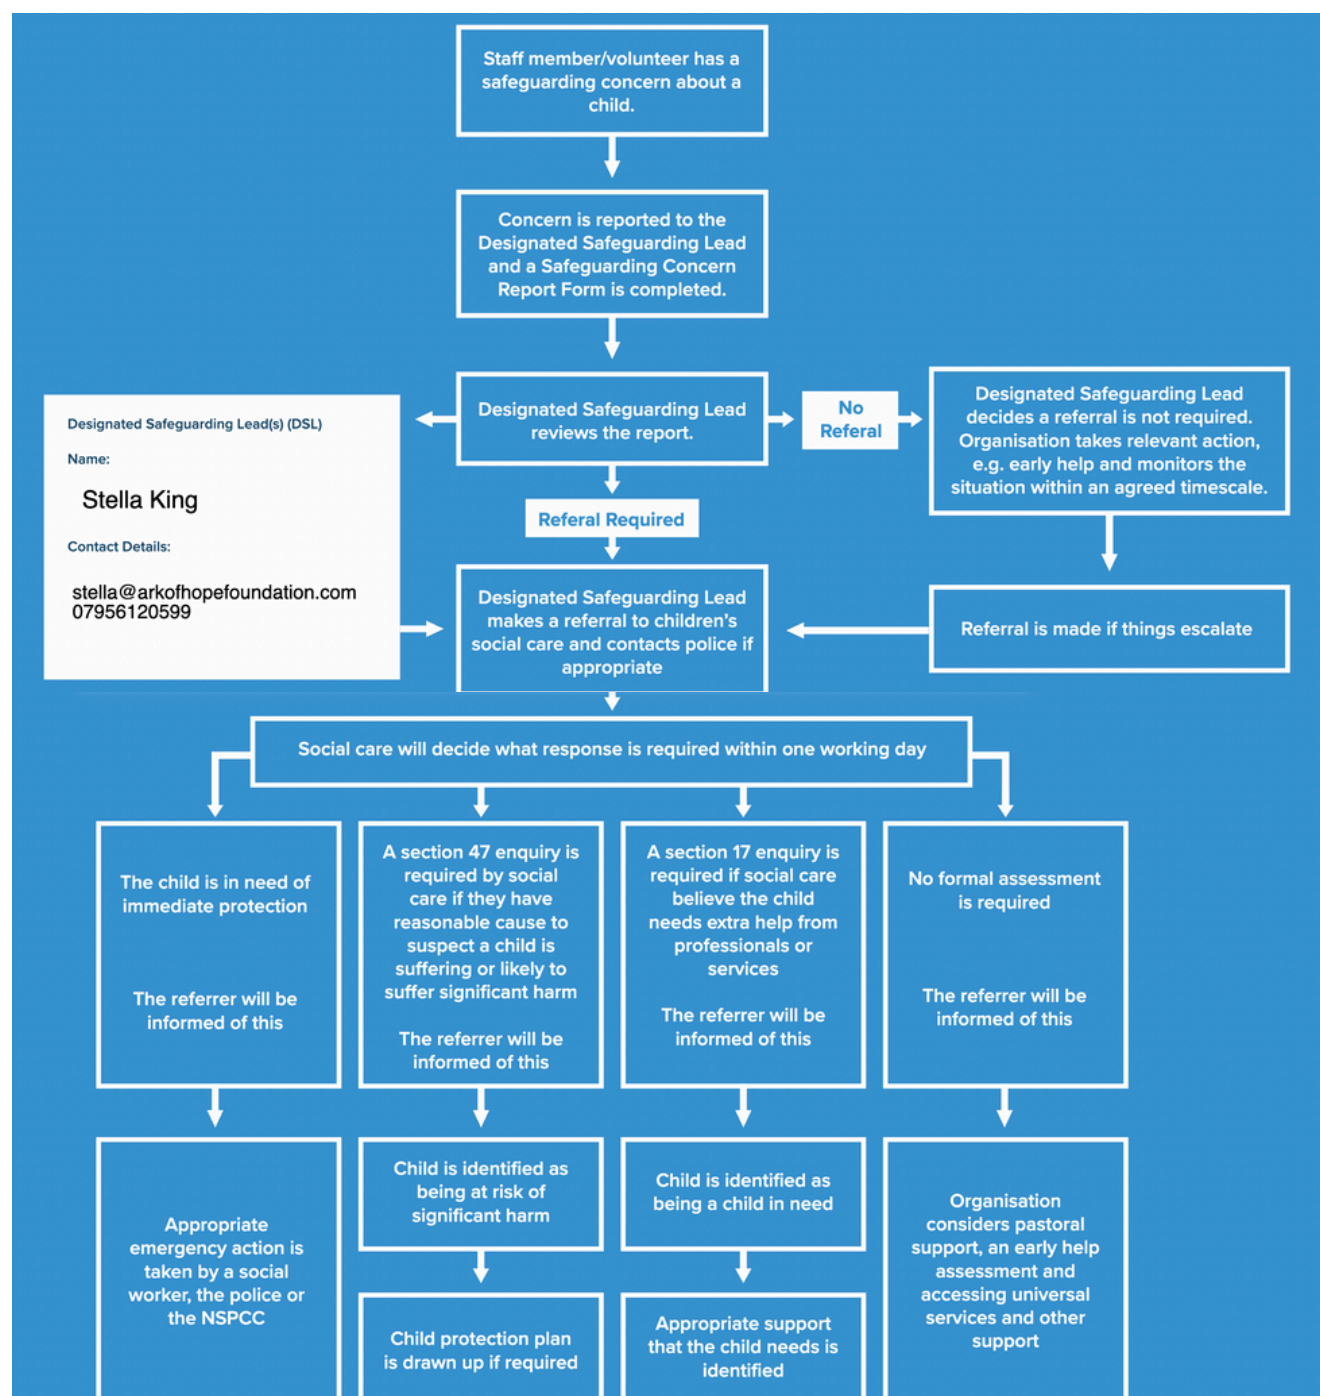 Staff member/volunteer has a
safeguarding concern about a
child.
Concern is reported to the
Designated Safeguarding Lead
and a Safeguarding Concern
Report Form is completed.
Designated Safeguarding Lead
reviews the report.
No
Referal
Designated Safeguarding Lead
decides a referral is not required.
Organisation takes relevant action,
e.g. early help and monitors the
situation within an agreed timescale.
Designated Safeguarding Lead(s) (DSL)
Name:
Stella King
Contact Details:
stella@arkofhopefoundation.com
07956120599
Referal Required
Designated Safeguarding Lead
makes a referral to children's
social care and contacts police if
appropriate
Referral is made if things escalate
Social care will decide what response is required within one working day
The child is in need of
immediate protection
The referrer will be
informed of this
A section 47 enquiry is
required by social
care if they have
reasonable cause to
suspect a child is
suffering or likely to
suffer significant harm
The referrer will be
informed of this
A section 17 enquiry is
required if social care
believe the child
needs extra help from
professionals or
services
The referrer will be
informed of this
No formal assessment
is required
The referrer will be
informed of this
Appropriate
emergency action is
taken by a social
worker, the police or
the NSPCC
Child is identified as
being at risk of
significant harm
Child protection plan
is drawn up if required
Child is identified as
being a child in need
Appropriate support
that the child needs is
identified
Organisation
considers pastoral
support, an early help
assessment and
accessing universal
services and other
support